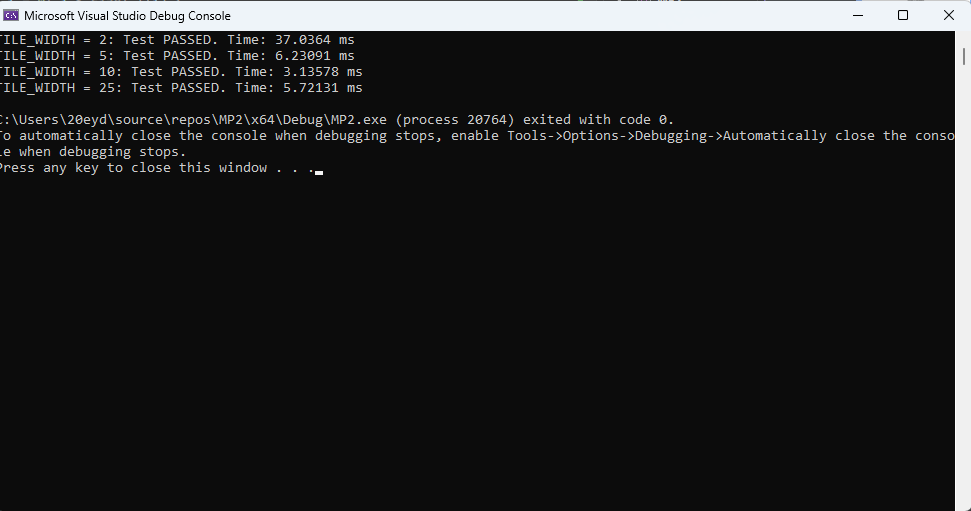 Microsoft Visual Studio Debug Console
TILE_WIDTH = 2: Test PASSED. Time: 37.0364 ms
TILE_WIDTH = 5: Test PASSED. Time: 6.23091 ms
TILE_WIDTH = 10: Test PASSED. Time: 3.13578 ms
TILE_WIDTH = 25: Test PASSED. Time: 5.72131 ms
C:\Users\20eyd\source\repos\MP2\x64\Debug\MP2.exe (process 20764) exited with code 0.
To automatically close the console when debugging stops, enable Tools->Options->Debugging->Automatically close the conso
le when debugging stops.
Press any key to close this window . . .